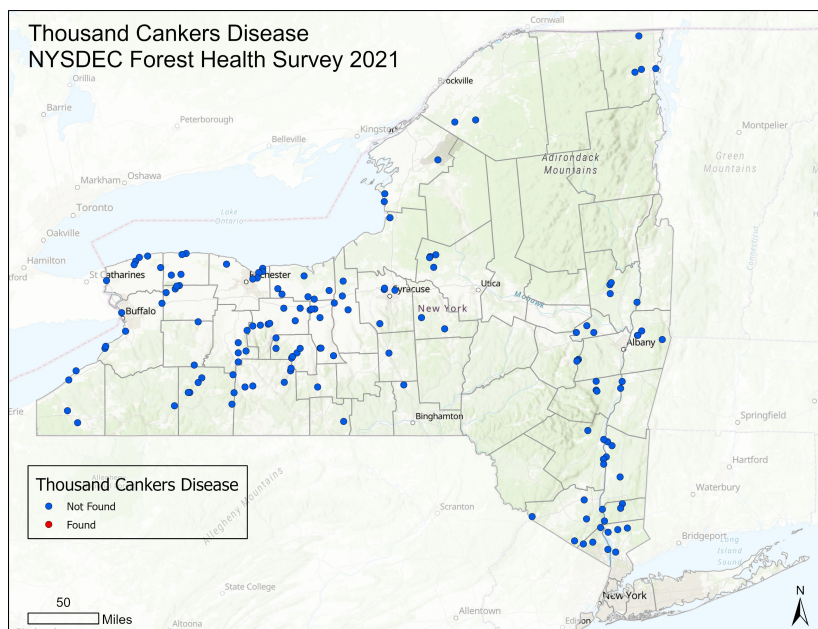 Thousand Cankers Disease
NYSDEC Forest Health Survey 2021
Cornwall
Orillia
Brockville
Barrie
Peterborough
Kingston
Belleville
Montpelier
Adirondack
Mountains
Green
Mountains
Markham
Oshawa
Toronto
Lake
Ontario
Oakville
Hamilton
St Catharines
Rochester
Syracuse
Utica
New York
Mohawk
Connecticut
Buffalo
Albany
Erie
Binghamton
Springfield
Hartford
Waterbury
Allegheny Mountains
Scranton
Bridgeport
Long
Island
Sound
Thousand Cankers Disease
Not Found
Found
State College
New York
Allentown
Edison
Altoona
50
Miles
N